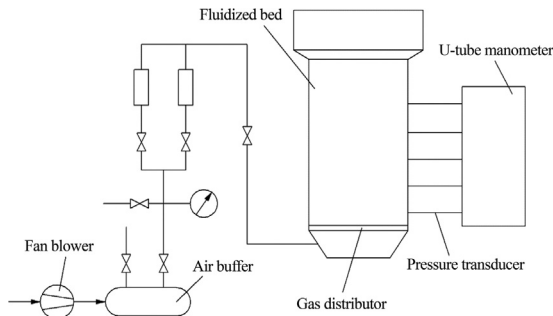 Fluidized bed
U-tube manometer
Fan blower
Air buffer
Pressure transducer
Gas distributor